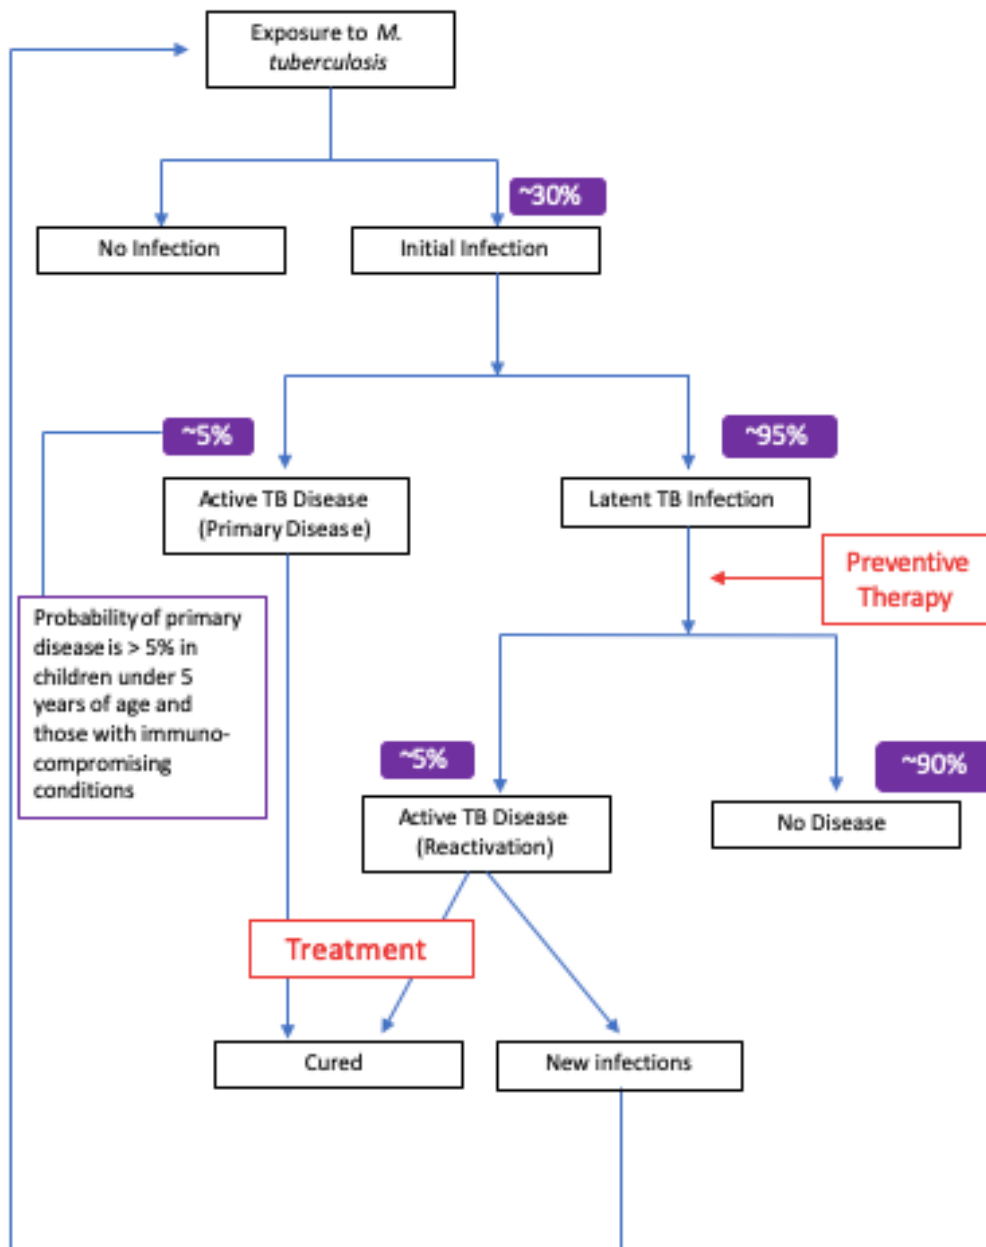 Exposure to M.
tuberculosis
~30%
No Infection
Initial Infection
~5%
~95%
Active TB Disease
(Primary Disease)
Latent TB Infection
Preventive
Therapy
Probability of primary
disease is > 5% in
children under 5
years of age and
those with immuno-
compromising
conditions
~5%
~90%
Active TB Disease
(Reactivation)
No Disease
Treatment
Cured
New infections